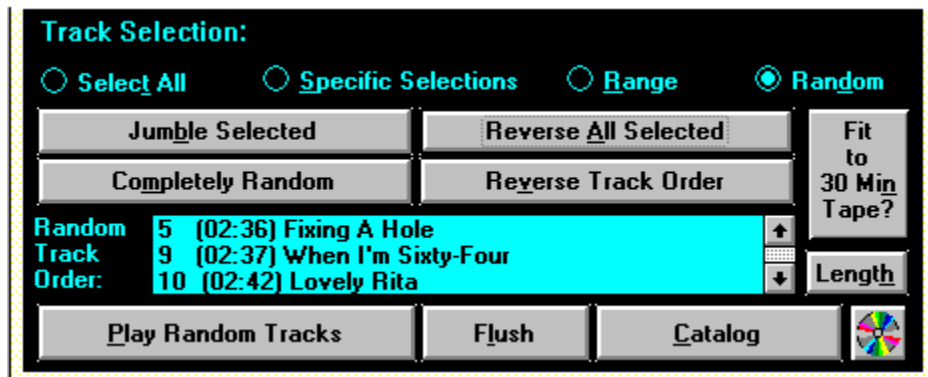 Track Selection:
Select All
Specific Selections
Range
Random
Jumble Selected
Reverse All Selected
Fit
to
30 Min
Tape?
Completely Random
Reverse Track Order
Random
Track
Order:
5 (02:36) Fixing A Hole
9 (02:37) When I'm Sixty-Four
10 (02:42) Lovely Rita
Length
Play Random Tracks
Flush
Catalog